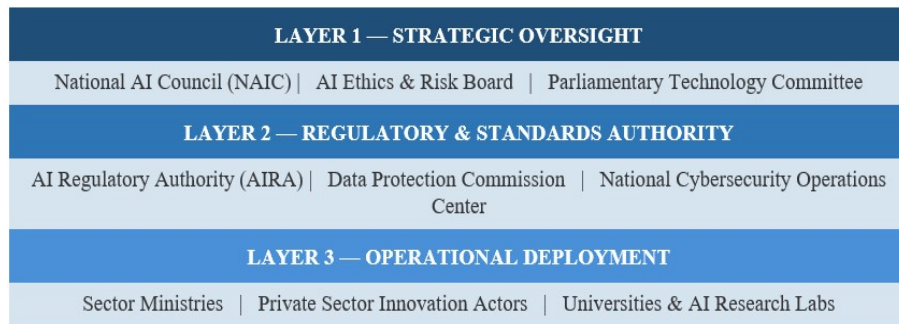 LAYER 1 — STRATEGIC OVERSIGHT
National AI Council (NAIC) | AI Ethics & Risk Board | Parliamentary Technology Committee
LAYER 2 — REGULATORY & STANDARDS AUTHORITY
AI Regulatory Authority (AIRA) | Data Protection Commission | National Cybersecurity Operations
Center
LAYER 3 — OPERATIONAL DEPLOYMENT
Sector Ministries | Private Sector Innovation Actors | Universities & AI Research Labs